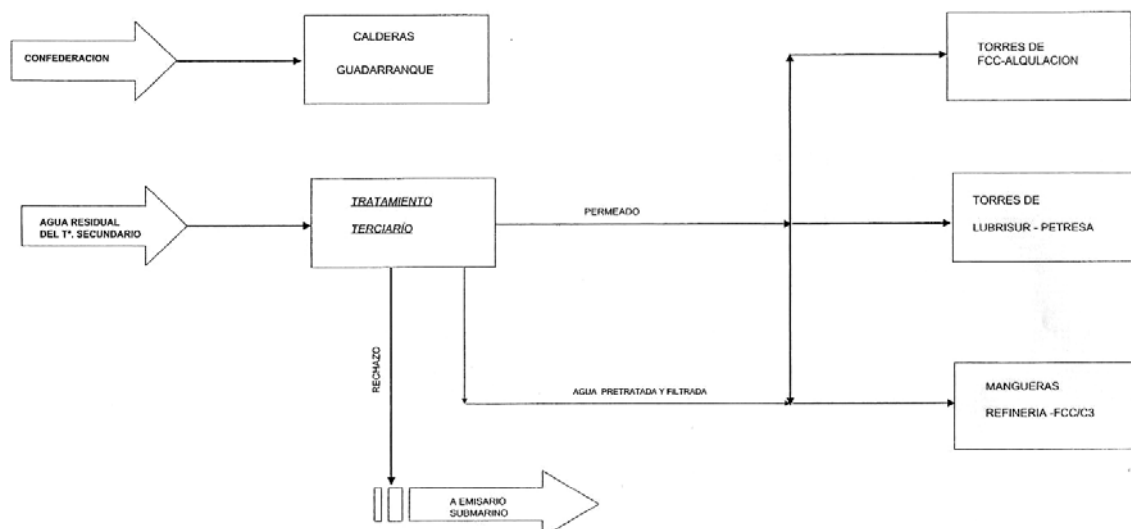 CONFEDERACION
CALDERAS
GUADARRANQUE
TORRES DE
FCC-ALQULACION
AGUA RESIDUAL
DEL Tº. SECUNDARIO
TRATAMIENTO
TERCIARÍO
PERMEADO
TORRES DE
LUBRISUR - PETRESA
RECHAZO
AGUA PRETRATADA Y FILTRADA
MANGUERAS
REFINERIA -FCC/C3
A EMISARIO
SUBMARINO